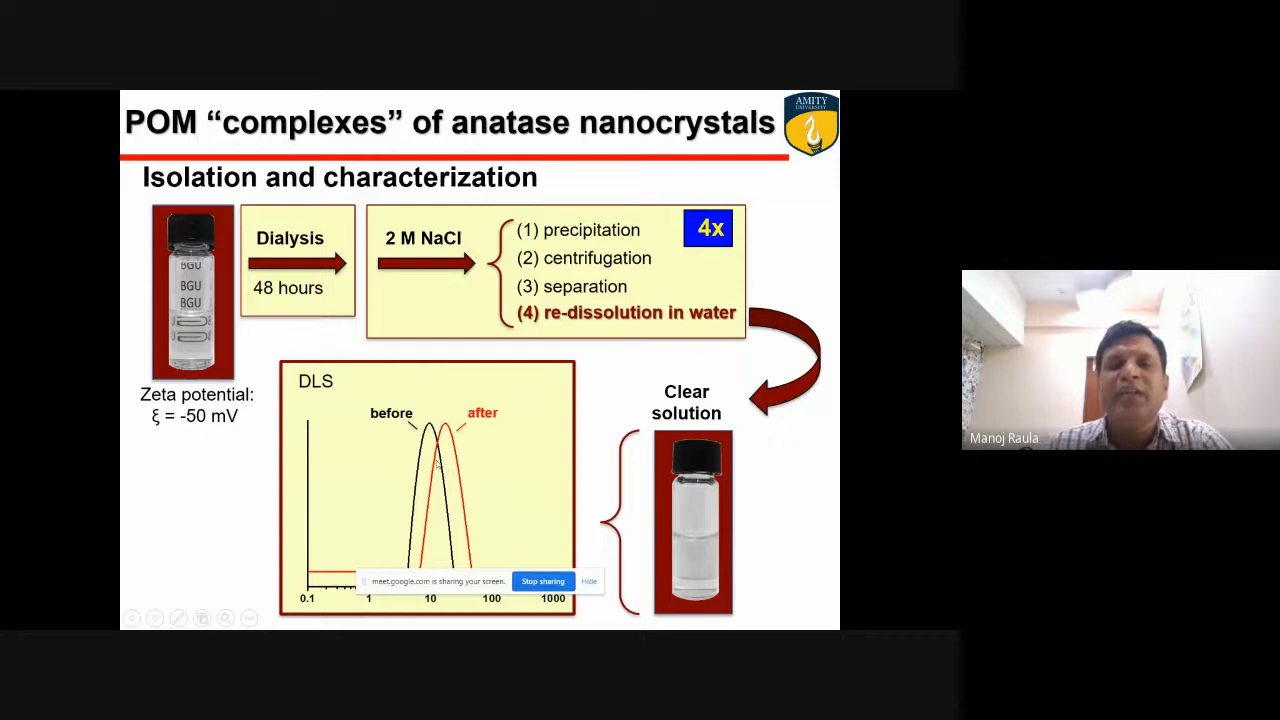 POM “complexes” of anatase nanocrystals
AMITY
UNIVERSITY
Isolation and characterization
BGU
BGU
BGU
Dialysis
48 hours
2 M NaCl
(1) precipitation
(2) centrifugation
(3) separation
(4) re-dissolution in water
4x
Zeta potential:
ξ = -50 mV
DLS
before
after
0.1
1
10
100
1000
Clear
solution
meet.google.com is sharing your screen.
Stop sharing
Hide
Manoj Raula